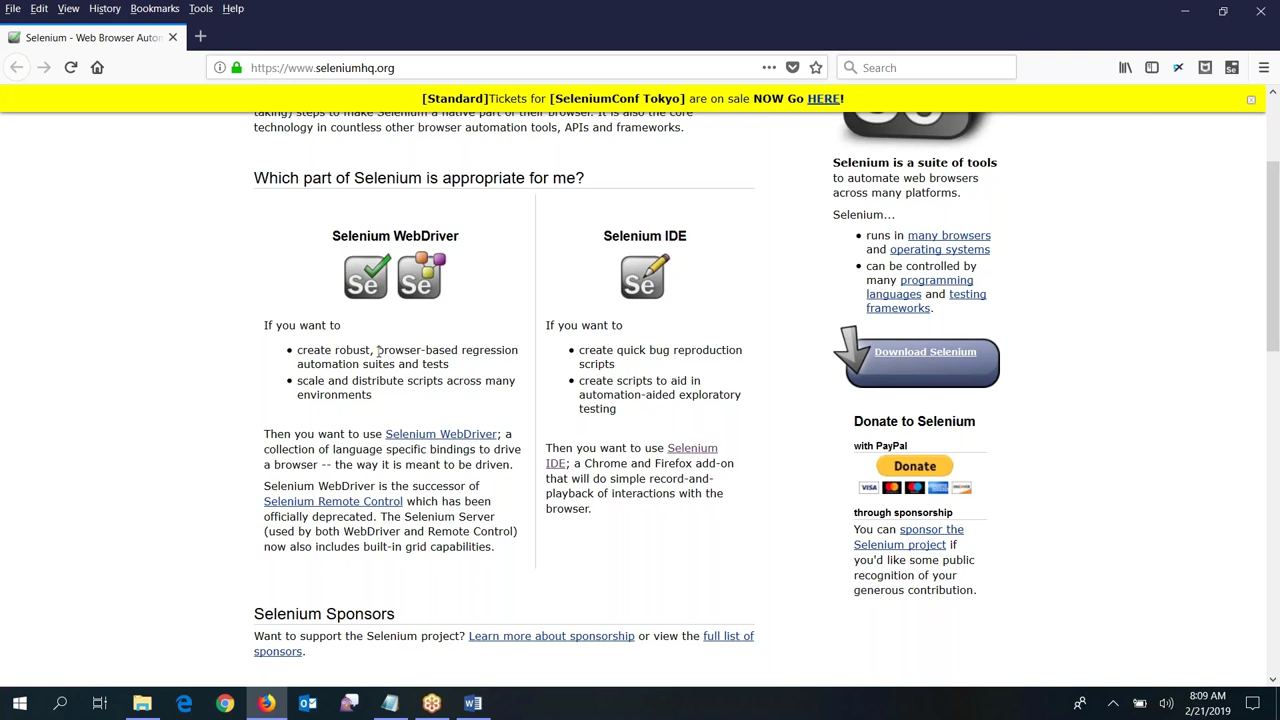 File Edit View History Bookmarks Tools Help
Selenium - Web Browser Autom
https://www.seleniumhq.org
Search
[Standard]Tickets for [SeleniumConf Tokyo] are on sale NOW Go HERE!
taking) steps to make Selenium a native part of their browser. It is also the core
technology in countless other browser automation tools, APIs and frameworks.
Which part of Selenium is appropriate for me?
Selenium WebDriver
Se Se
If you want to
create robust, browser-based regression
automation suites and tests
scale and distribute scripts across many
environments
Then you want to use Selenium WebDriver; a
collection of language specific bindings to drive
a browser -- the way it is meant to be driven.
Selenium WebDriver is the successor of
Selenium Remote Control which has been
officially deprecated. The Selenium Server
(used by both WebDriver and Remote Control)
now also includes built-in grid capabilities.
Selenium IDE
Se
If you want to
create quick bug reproduction
scripts
create scripts to aid in
automation-aided exploratory
testing
Then you want to use Selenium
IDE; a Chrome and Firefox add-on
that will do simple record-and-
playback of interactions with the
browser.
Selenium Sponsors
Want to support the Selenium project? Learn more about sponsorship or view the full list of
sponsors.
Selenium is a suite of tools
to automate web browsers
across many platforms.
Selenium...
runs in many browsers
and operating systems
can be controlled by
many programming
languages and testing
frameworks.
Download Selenium
Donate to Selenium
with PayPal
Donate
VISA
through sponsorship
You can sponsor the
Selenium project if
you'd like some public
recognition of your
generous contribution.
8:09 AM
2/21/2019